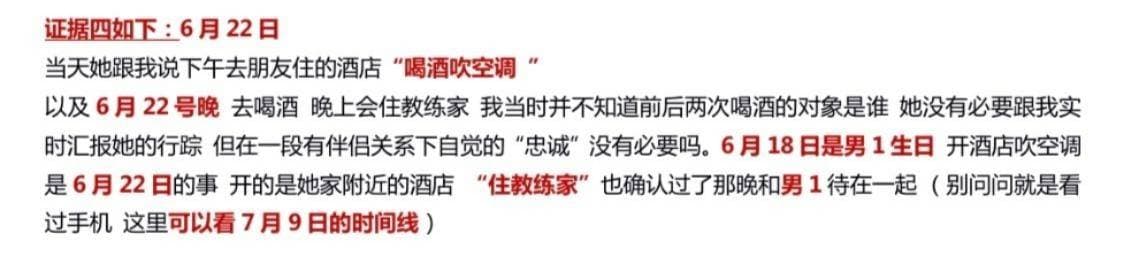 证据四如下：6 月 22 日
当天她跟我说下午去朋友住的酒店 “喝酒吹空调 ”
以及 6 月 22 号晚 去喝酒 晚上会住教练家 我当时并不知道前后两次喝酒的对象是谁 她没有必要跟我实
时汇报她的行踪 但在一段有伴侣关系下自觉的“忠诚”没有必要吗。6 月 18 日是男 1 生日 开酒店吹空调
是 6 月 22 日的事 开的是她家附近的酒店 “住教练家”也确认过了那晚和男 1 待在一起（别问问就是看
过手机 这里可以看 7 月 9 日的时间线）